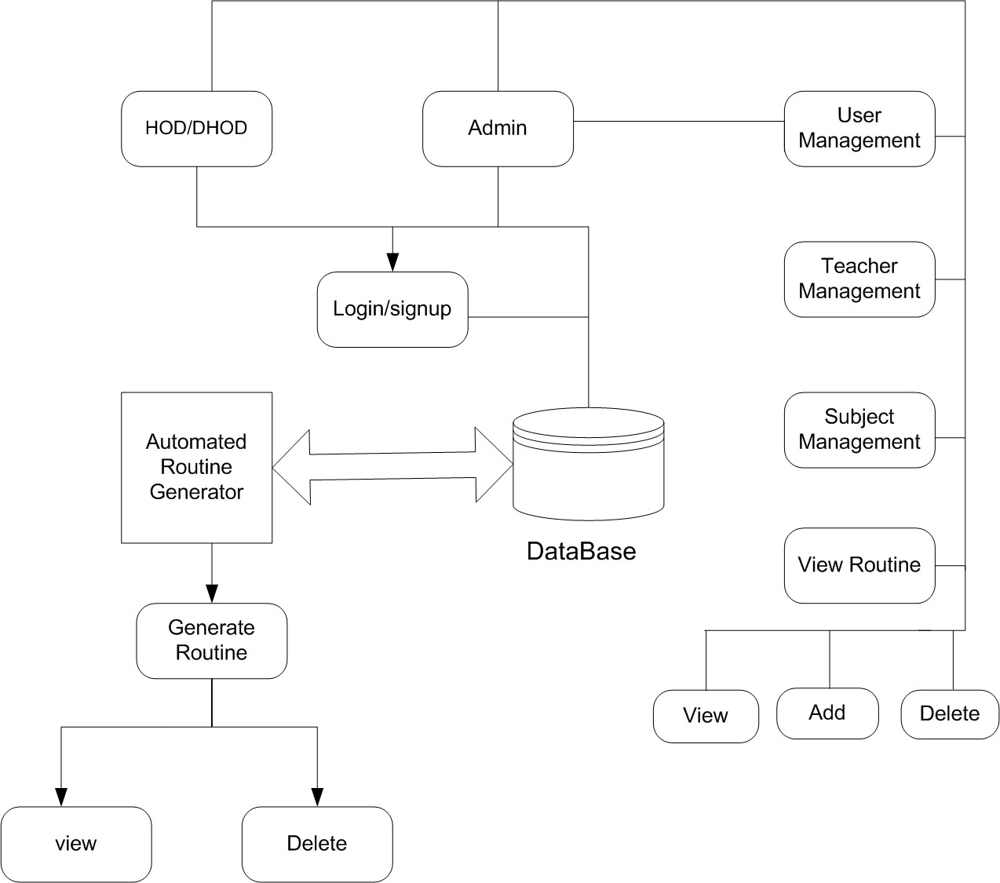 HOD/DHOD
Admin
User
Management
Teacher
Management
Login/signup
Automated
Routine
Generator
Subject
Management
DataBase
View Routine
Generate
Routine
View
Add
Delete
view
Delete